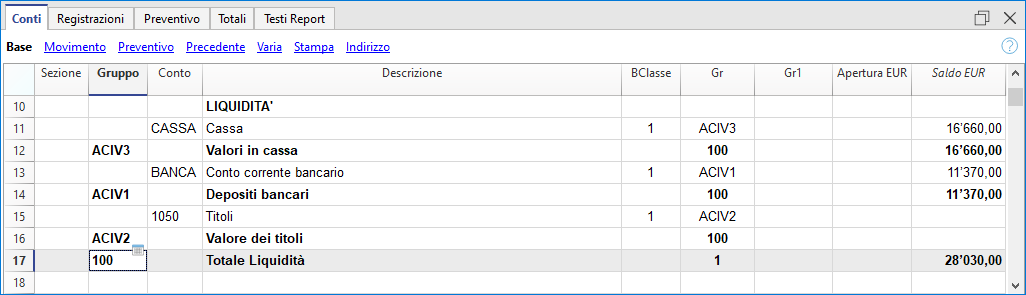 Conti Registrazioni Preventivo Totali Testi Report
Base Movimento Preventivo Precedente Varia Stampa Indirizzo ?
Sezione Gruppo Conto Descrizione BClasse Gr Gr1 Apertura EUR Saldo EUR
10 LIQUIDITA'
11 CASSA Cassa 1 ACIV3 16’660,00
12 ACIV3 Valori in cassa 100 16’660,00
13 BANCA Conto corrente bancario 1 ACIV1 11’370,00
14 ACIV1 Depositi bancari 100 11’370,00
15 1050 Titoli 1 ACIV2
16 ACIV2 Valore dei titoli 100
17 100 Totale Liquidità 1 28’030,00
18